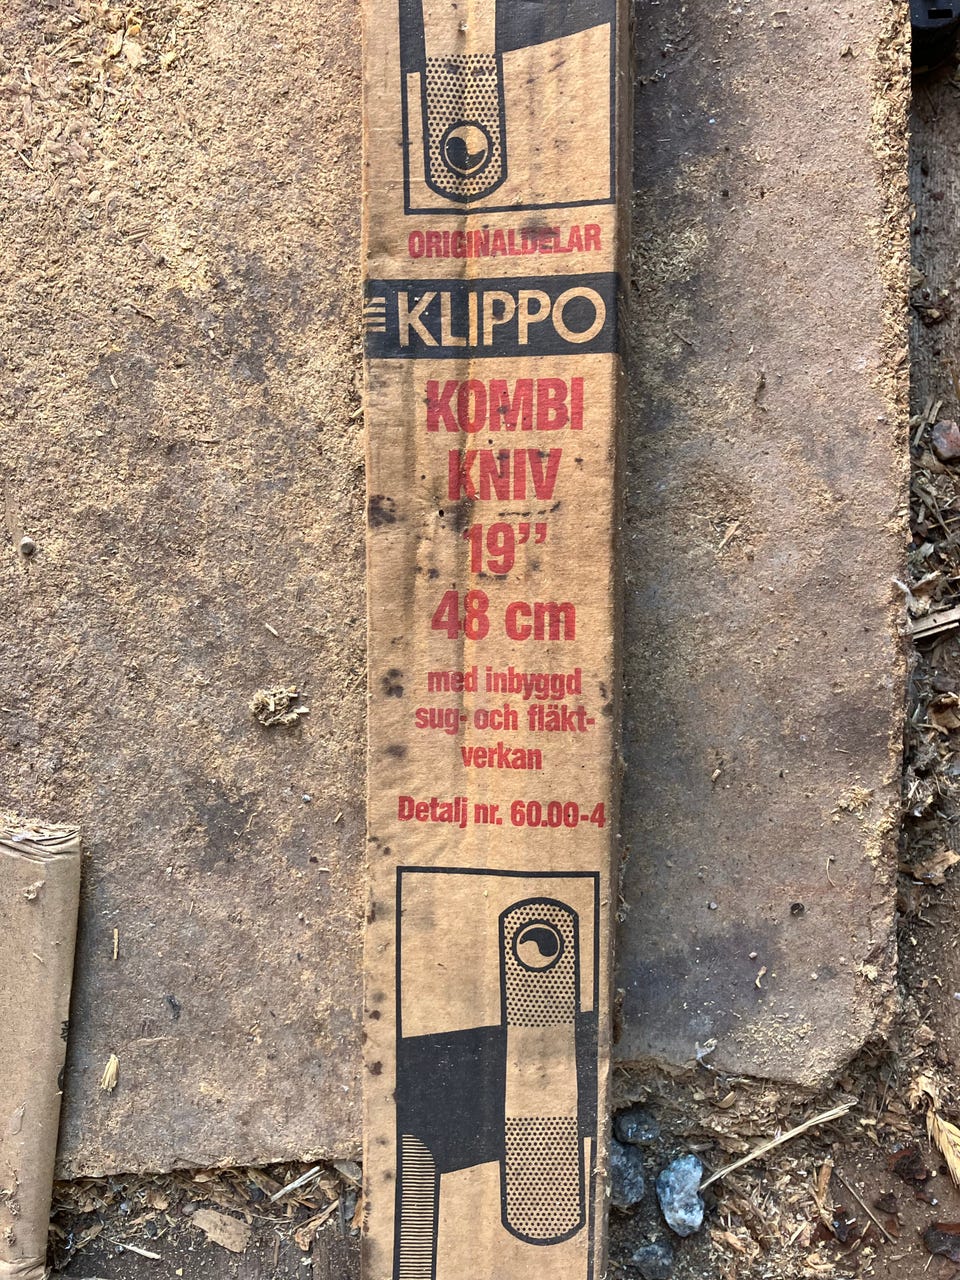 ORIGINALDELAR
KLIPPO
KOMBI
KNIV
19”
48 cm
med inbyggd
sug- och fläkt-
verkan
Detalj nr. 60.00-4